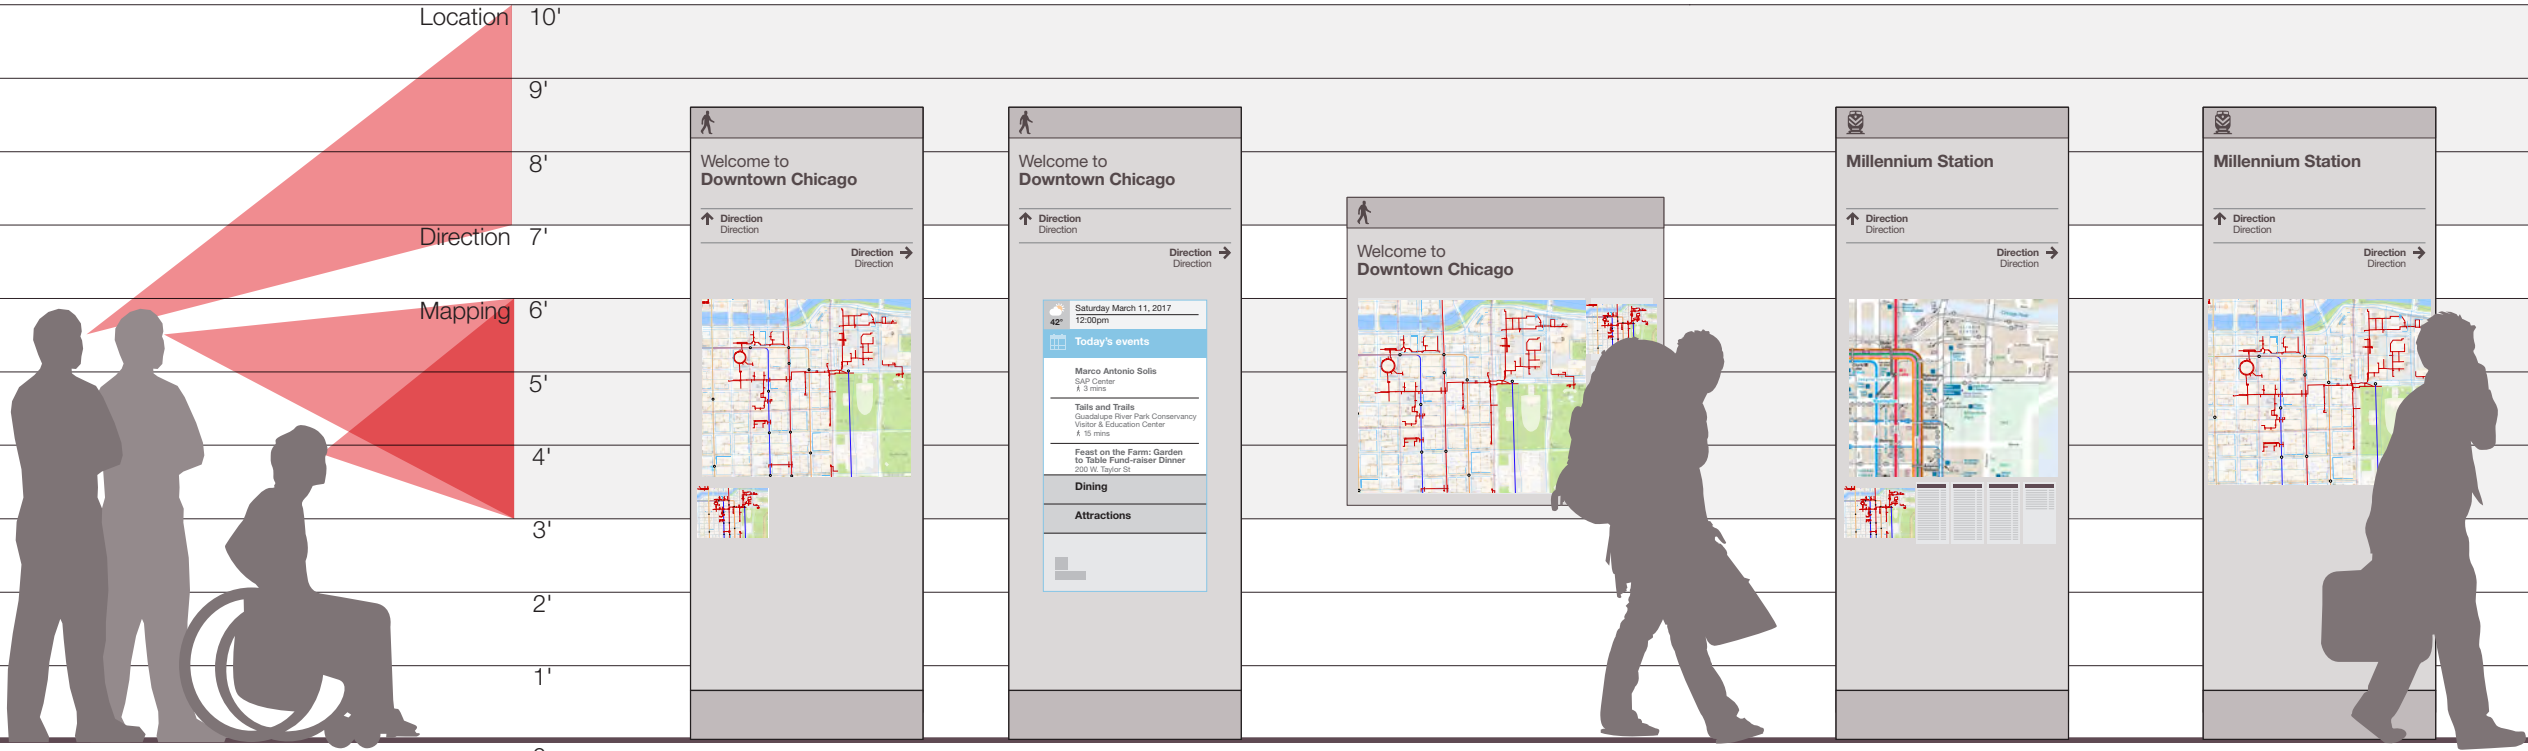 Location 10'
9'
8'
Direction 7'
Mapping 6'
5'
4'
3'
2'
1'
Welcome to
Downtown Chicago
Direction
Direction
Direction
Direction
Welcome to
Downtown Chicago
Direction
Direction
Direction
Direction
42°
Saturday March 11, 2017
12:00pm
Today's events
Marco Antonio Solis
SAP Center
3 mins
Tails and Trails
Guadalupe River Park Conservancy
Visitor & Education Center
15 mins
Feast on the Farm: Garden
to Table Fund-raiser Dinner
200 W. Taylor St
Dining
Attractions
Welcome to
Downtown Chicago
Millennium Station
Direction
Direction
Direction
Direction
Millennium Station
Direction
Direction
Direction
Direction